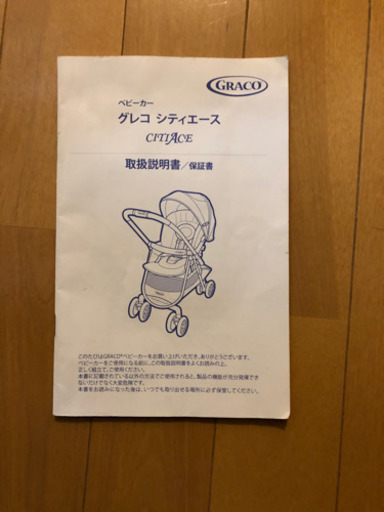 GRACO
ベビーカー
グレコ シティエース
CITIACE
取扱説明書／保証書
このたびはGRACO®ベビーカーをお買い上げいただき、ありがとうございます。
ベビーカーをご使用になる前に、この取扱説明書をよくお読みの上、
正しく組立て、ご使用ください。
本書に記載されている以外の方法でご使用されると、製品の機能が充分発揮でき
ないだけでなく大変危険です。
本書をお読みになった後は、いつでも取り出せる場所に必ず保管してください。